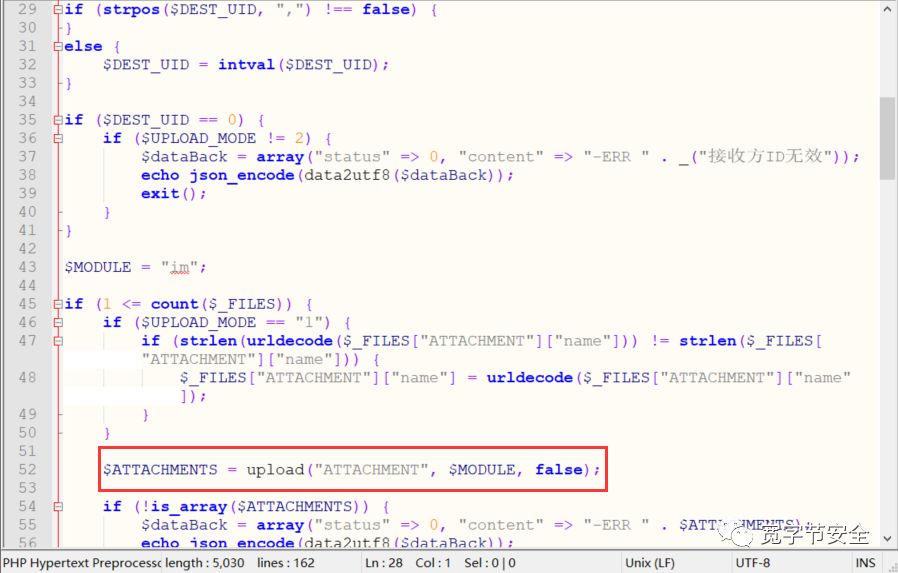 29 if (strpos($DEST_UID, ",") !== false) {
30 }
31 else {
32 $DEST_UID = intval($DEST_UID);
33 }
34
35 if ($DEST_UID == 0) {
36 if ($UPLOAD_MODE != 2) {
37 $dataBack = array("status" => 0, "content" => "-ERR " . _("接收方ID无效"));
38 echo json_encode(data2utf8($dataBack));
39 exit();
40 }
41 }
42
43 $MODULE = "im";
44
45 if (1 <= count($_FILES)) {
46 if ($UPLOAD_MODE == "1") {
47 if (strlen(urldecode($_FILES["ATTACHMENT"]["name"])) != strlen($_FILES[
"ATTACHMENT"]["name"])) {
48 $_FILES["ATTACHMENT"]["name"] = urldecode($_FILES["ATTACHMENT"]["name"
]);
49 }
50 }
51
52 $ATTACHMENTS = upload("ATTACHMENT", $MODULE, false);
53
54 if (!is_array($ATTACHMENTS)) {
55 $dataBack = array("status" => 0, "content" => "-ERR " . $ATTACHMENTS);
56 echo json_encode(data2utf8($dataBack));
宽字节安全
PHP Hypertext Preprocesso length : 5,030 lines : 162 Ln : 28 Col : 1 Sel : 0 | 0 Unix (LF) UTF-8 INS